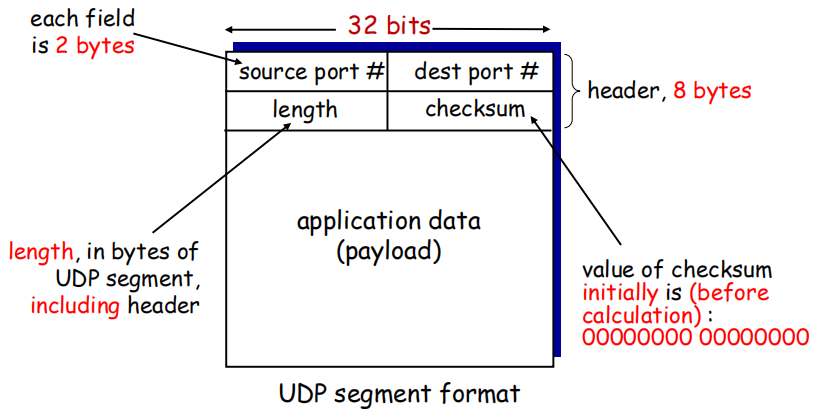 each field
is 2 bytes
32 bits
source port #
dest port #
header, 8 bytes
length
checksum
application data
(payload)
length, in bytes of
UDP segment,
including header
value of checksum
initially is (before
calculation) :
00000000 00000000
UDP segment format